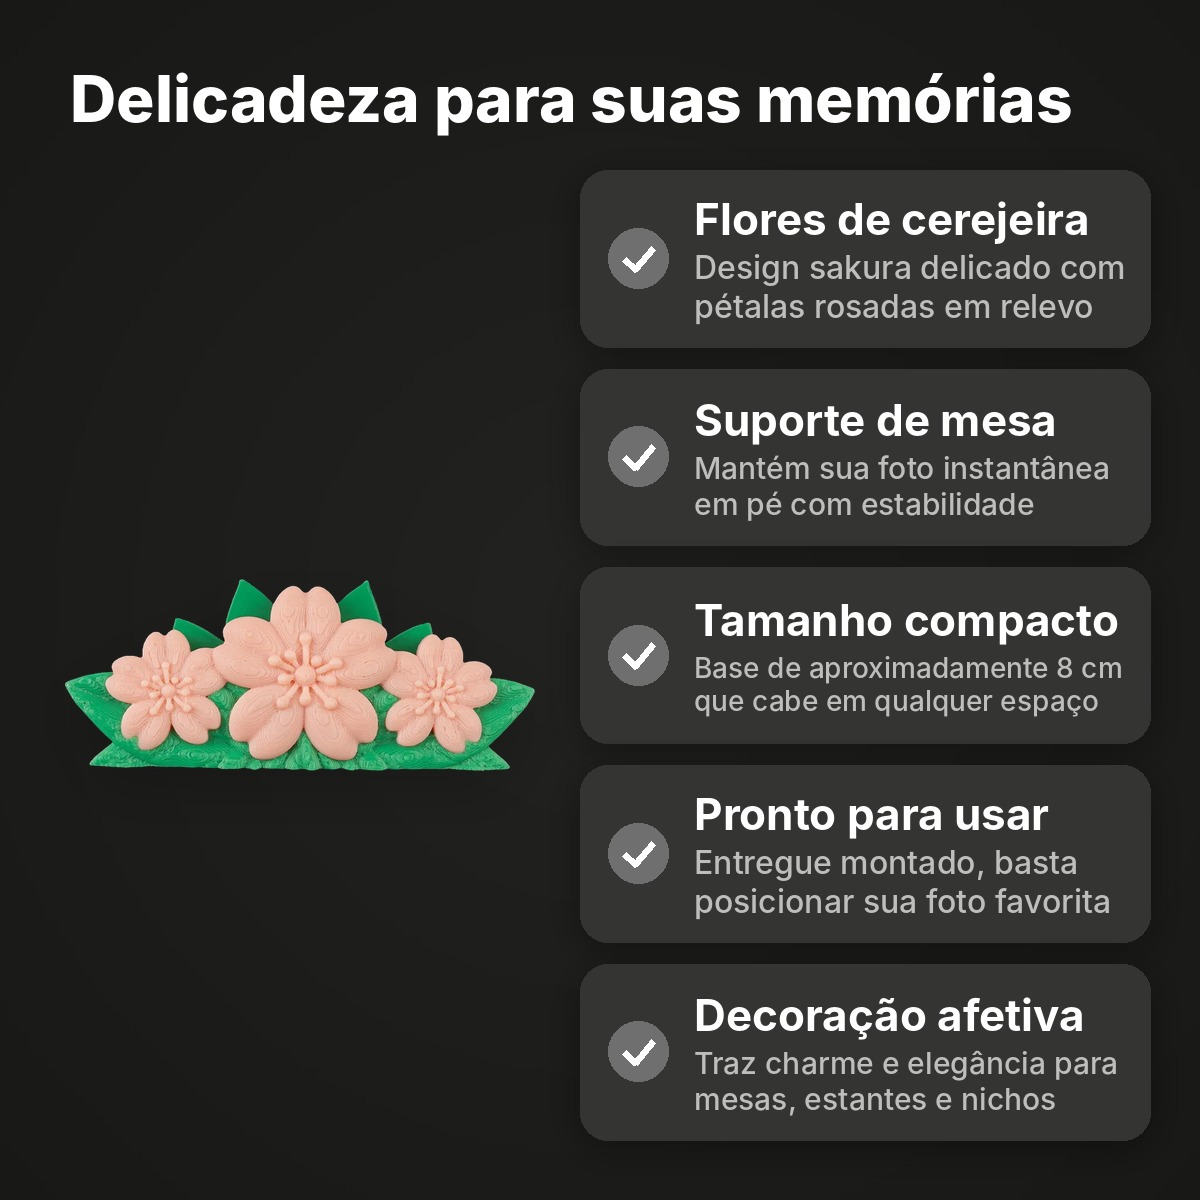 Delicadeza para suas memórias
Flores de cerejeira
Design sakura delicado com
pétalas rosadas em relevo
Suporte de mesa
Mantém sua foto instantânea
em pé com estabilidade
Tamanho compacto
Base de aproximadamente 8 cm
que cabe em qualquer espaço
Pronto para usar
Entregue montado, basta
posicionar sua foto favorita
Decoração afetiva
Traz charme e elegância para
mesas, estantes e nichos